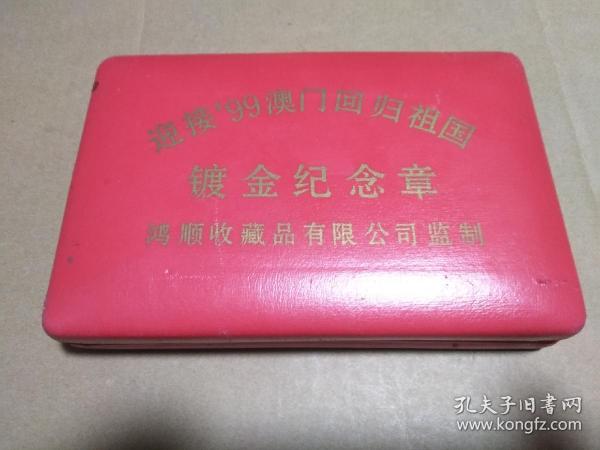 迎接'99澳门回归祖国
镀金纪念章
鸿顺收藏品有限公司监制
孔夫子旧书网
www.kongfz.com